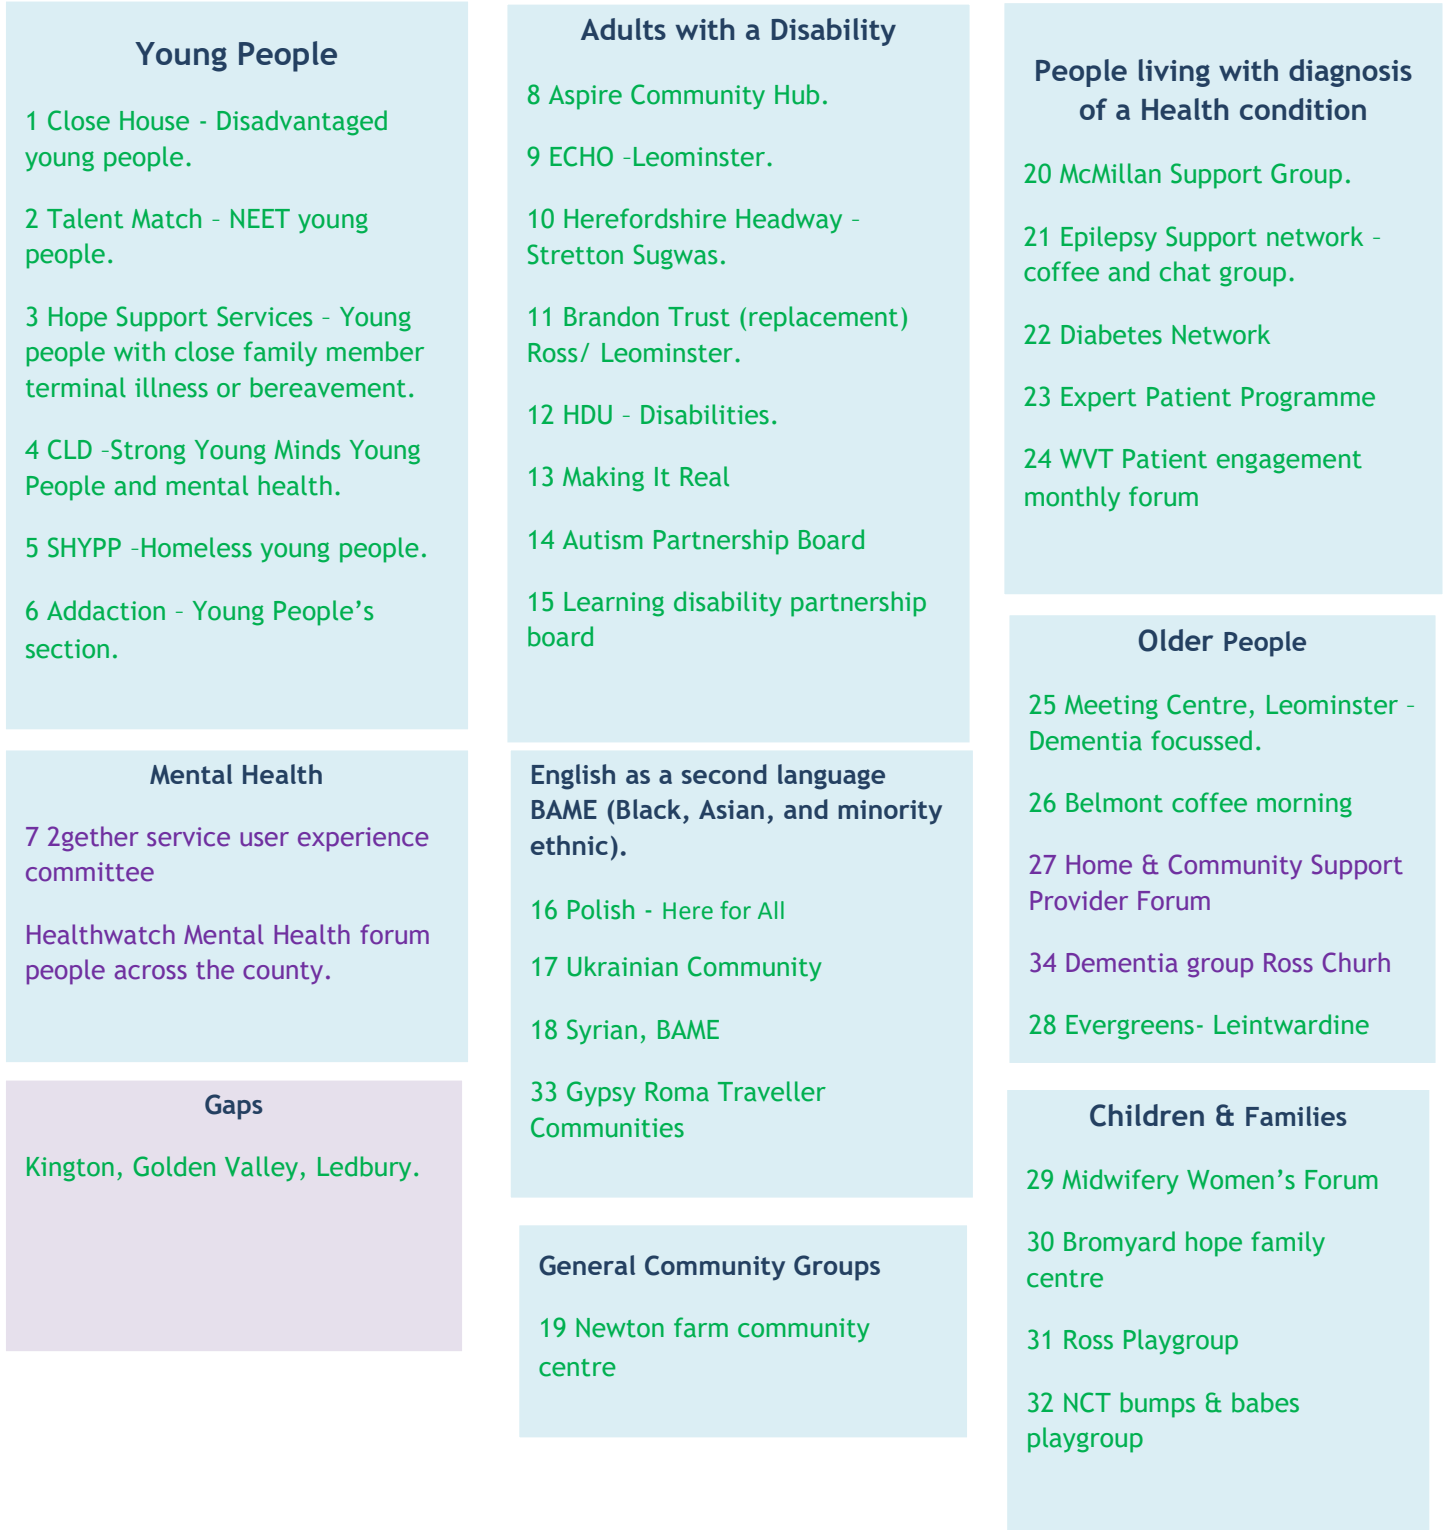 Young People
1 Close House - Disadvantaged
young people.
2 Talent Match – NEET young
people.
3 Hope Support Services – Young
people with close family member
terminal illness or bereavement.
4 CLD –Strong Young Minds Young
People and mental health.
5 SHYPP –Homeless young people.
6 Addaction – Young People’s
section.
Mental Health
7 2gether service user experience
committee
Healthwatch Mental Health forum
people across the county.
Gaps
Kington, Golden Valley, Ledbury.
Adults with a Disability
8 Aspire Community Hub.
9 ECHO –Leominster.
10 Herefordshire Headway –
Stretton Sugwas.
11 Brandon Trust (replacement)
Ross/ Leominster.
12 HDU – Disabilities.
13 Making It Real
14 Autism Partnership Board
15 Learning disability partnership
board
English as a second language
BAME (Black, Asian, and minority
ethnic).
16 Polish - Here for All
17 Ukrainian Community
18 Syrian, BAME
33 Gypsy Roma Traveller
Communities
General Community Groups
19 Newton farm community
centre
People living with diagnosis
of a Health condition
20 McMillan Support Group.
21 Epilepsy Support network –
coffee and chat group.
22 Diabetes Network
23 Expert Patient Programme
24 WVT Patient engagement
monthly forum
Older People
25 Meeting Centre, Leominster –
Dementia focussed.
26 Belmont coffee morning
27 Home & Community Support
Provider Forum
34 Dementia group Ross Churh
28 Evergreens- Leintwardine
Children & Families
29 Midwifery Women’s Forum
30 Bromyard hope family
centre
31 Ross Playgroup
32 NCT bumps & babes
playgroup